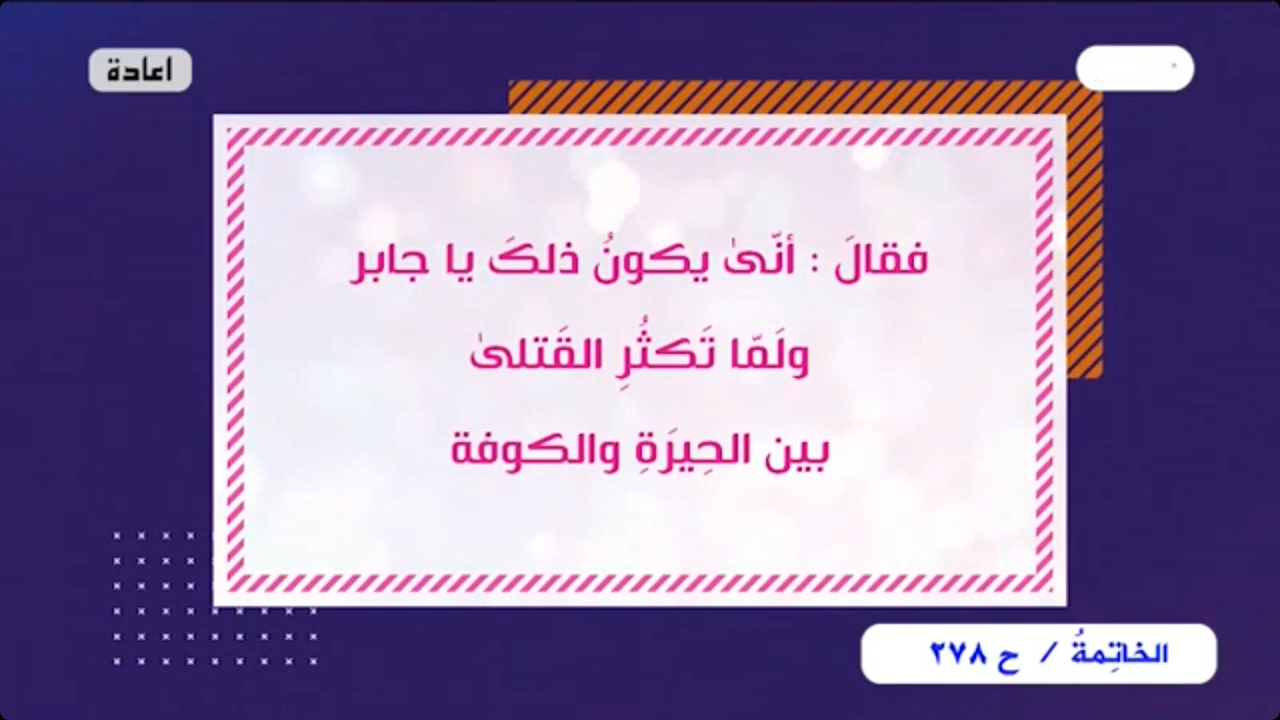 اعادة
فقالَ : أنّىٰ يكونُ ذلكَ يا جابر
ولَمّا تَكثُرِ القَتلىٰ
بين الحِيرَةِ والكوفة
الخاتِمةُ / ح ٢٧٨